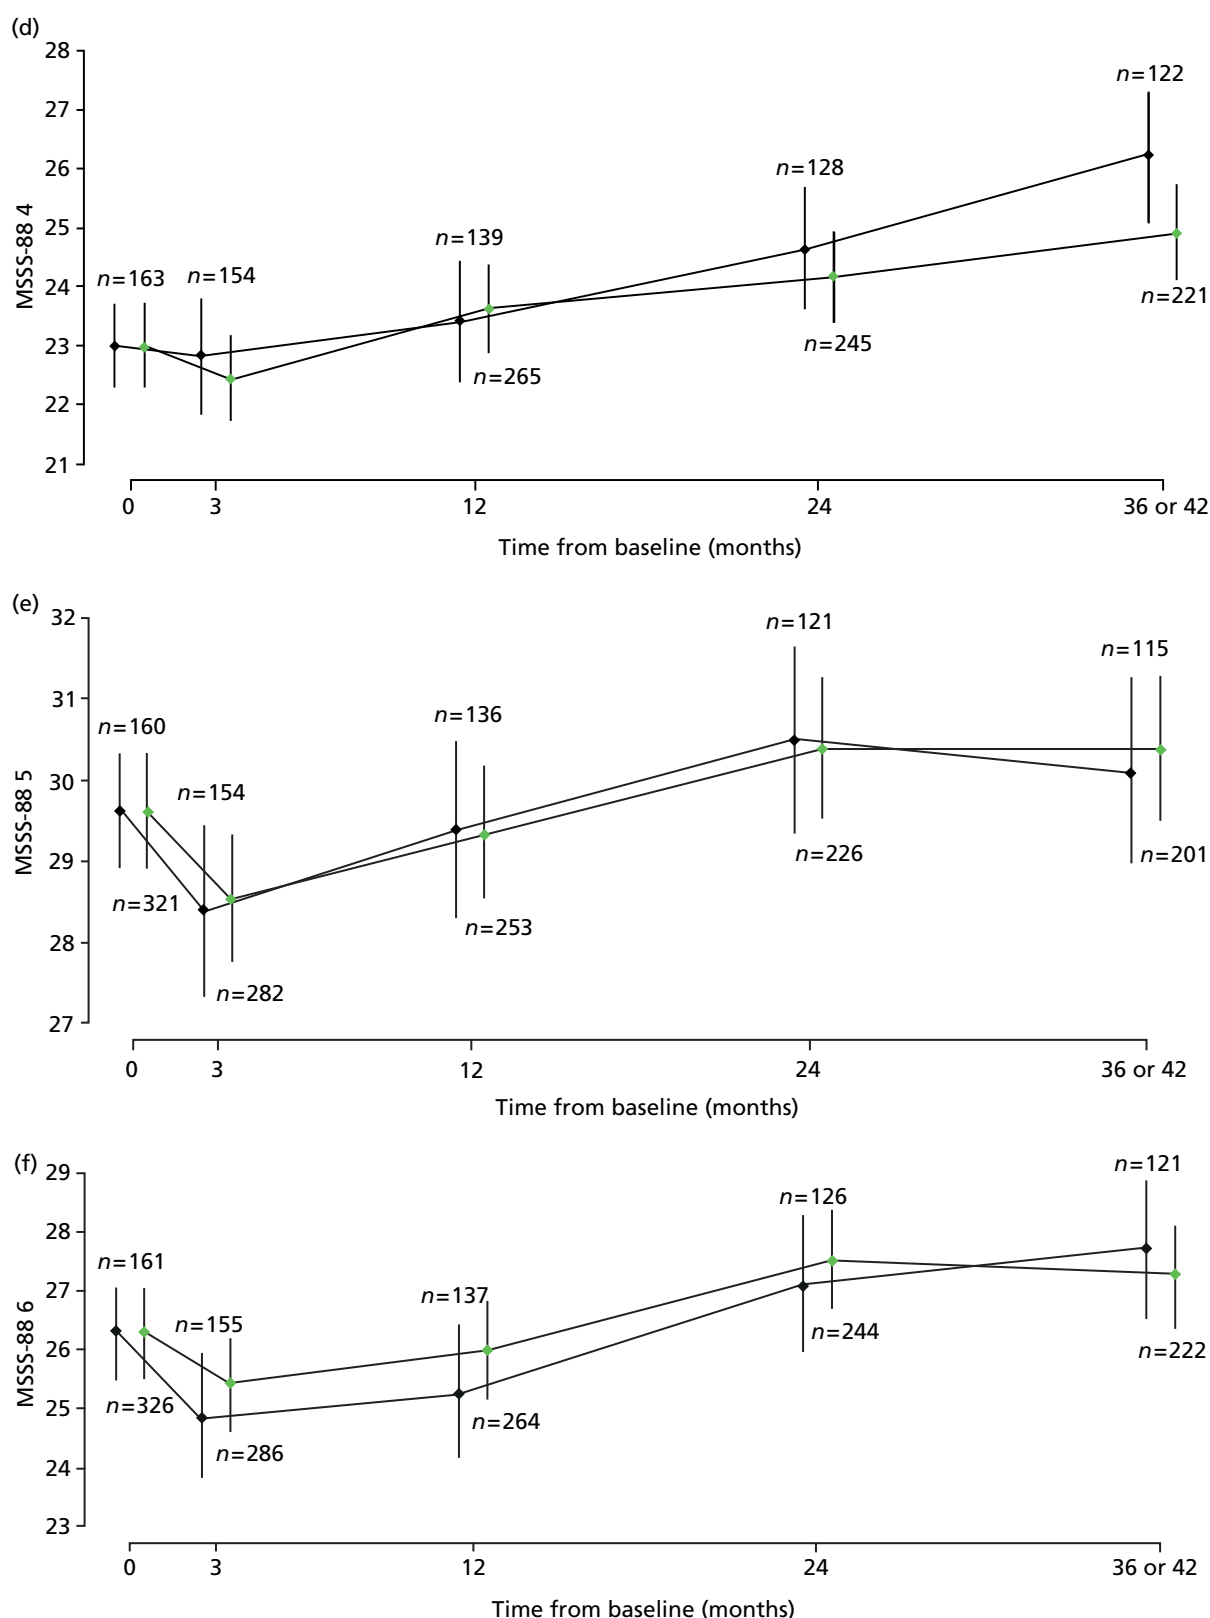 (d)
28
27
26
25
24
23
22
21
MSSS-88 4
n=163
n=154
n=139
n=265
n=128
n=245
n=122
n=221
0 3 12 24 36 or 42
Time from baseline (months)
(e)
32
31
30
29
28
27
MSSS-88 5
n=160
n=321
n=154
n=282
n=136
n=253
n=121
n=226
n=115
n=201
0 3 12 24 36 or 42
Time from baseline (months)
(f)
29
28
27
26
25
24
23
MSSS-88 6
n=161
n=326
n=155
n=286
n=137
n=264
n=126
n=244
n=121
n=222
0 3 12 24 36 or 42
Time from baseline (months)